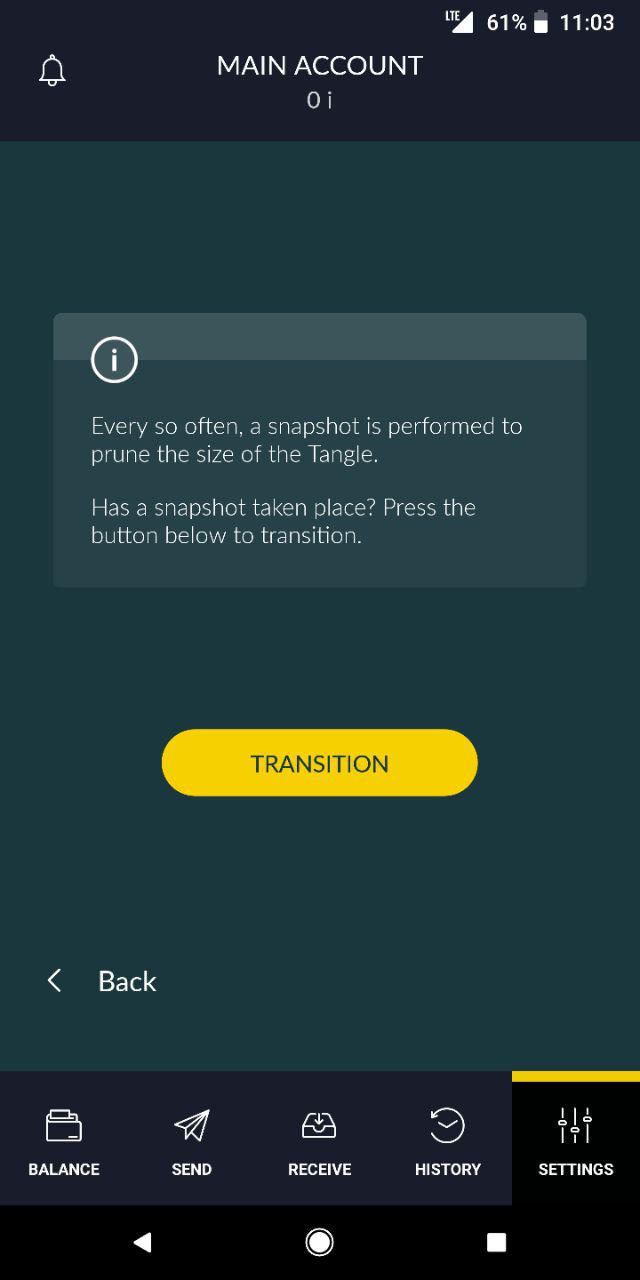 LTE 61% 11:03
MAIN ACCOUNT
0 i
i
Every so often, a snapshot is performed to
prune the size of the Tangle.
Has a snapshot taken place? Press the
button below to transition.
TRANSITION
Back
BALANCE SEND RECEIVE HISTORY SETTINGS